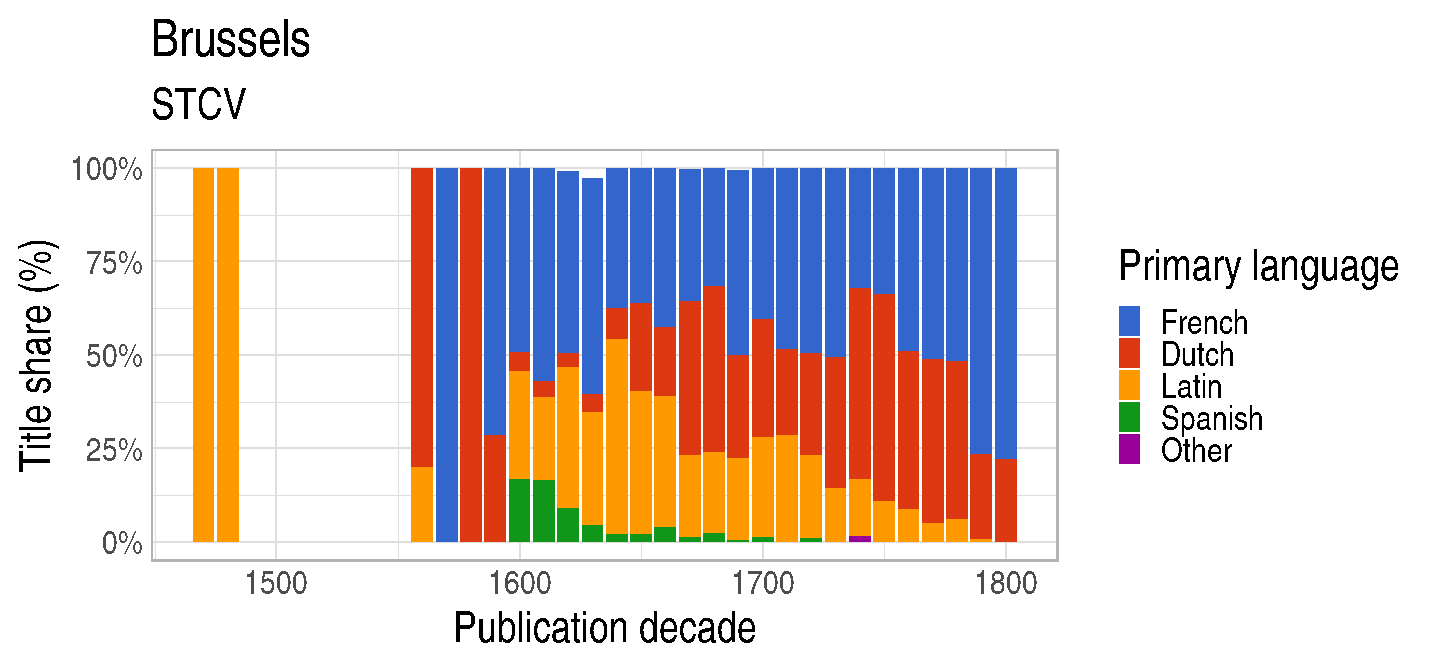 Brussels
STCV
Title share (%)
100%
75%
50%
25%
0%
1500 1600 1700 1800
Publication decade
Primary language
French
Dutch
Latin
Spanish
Other